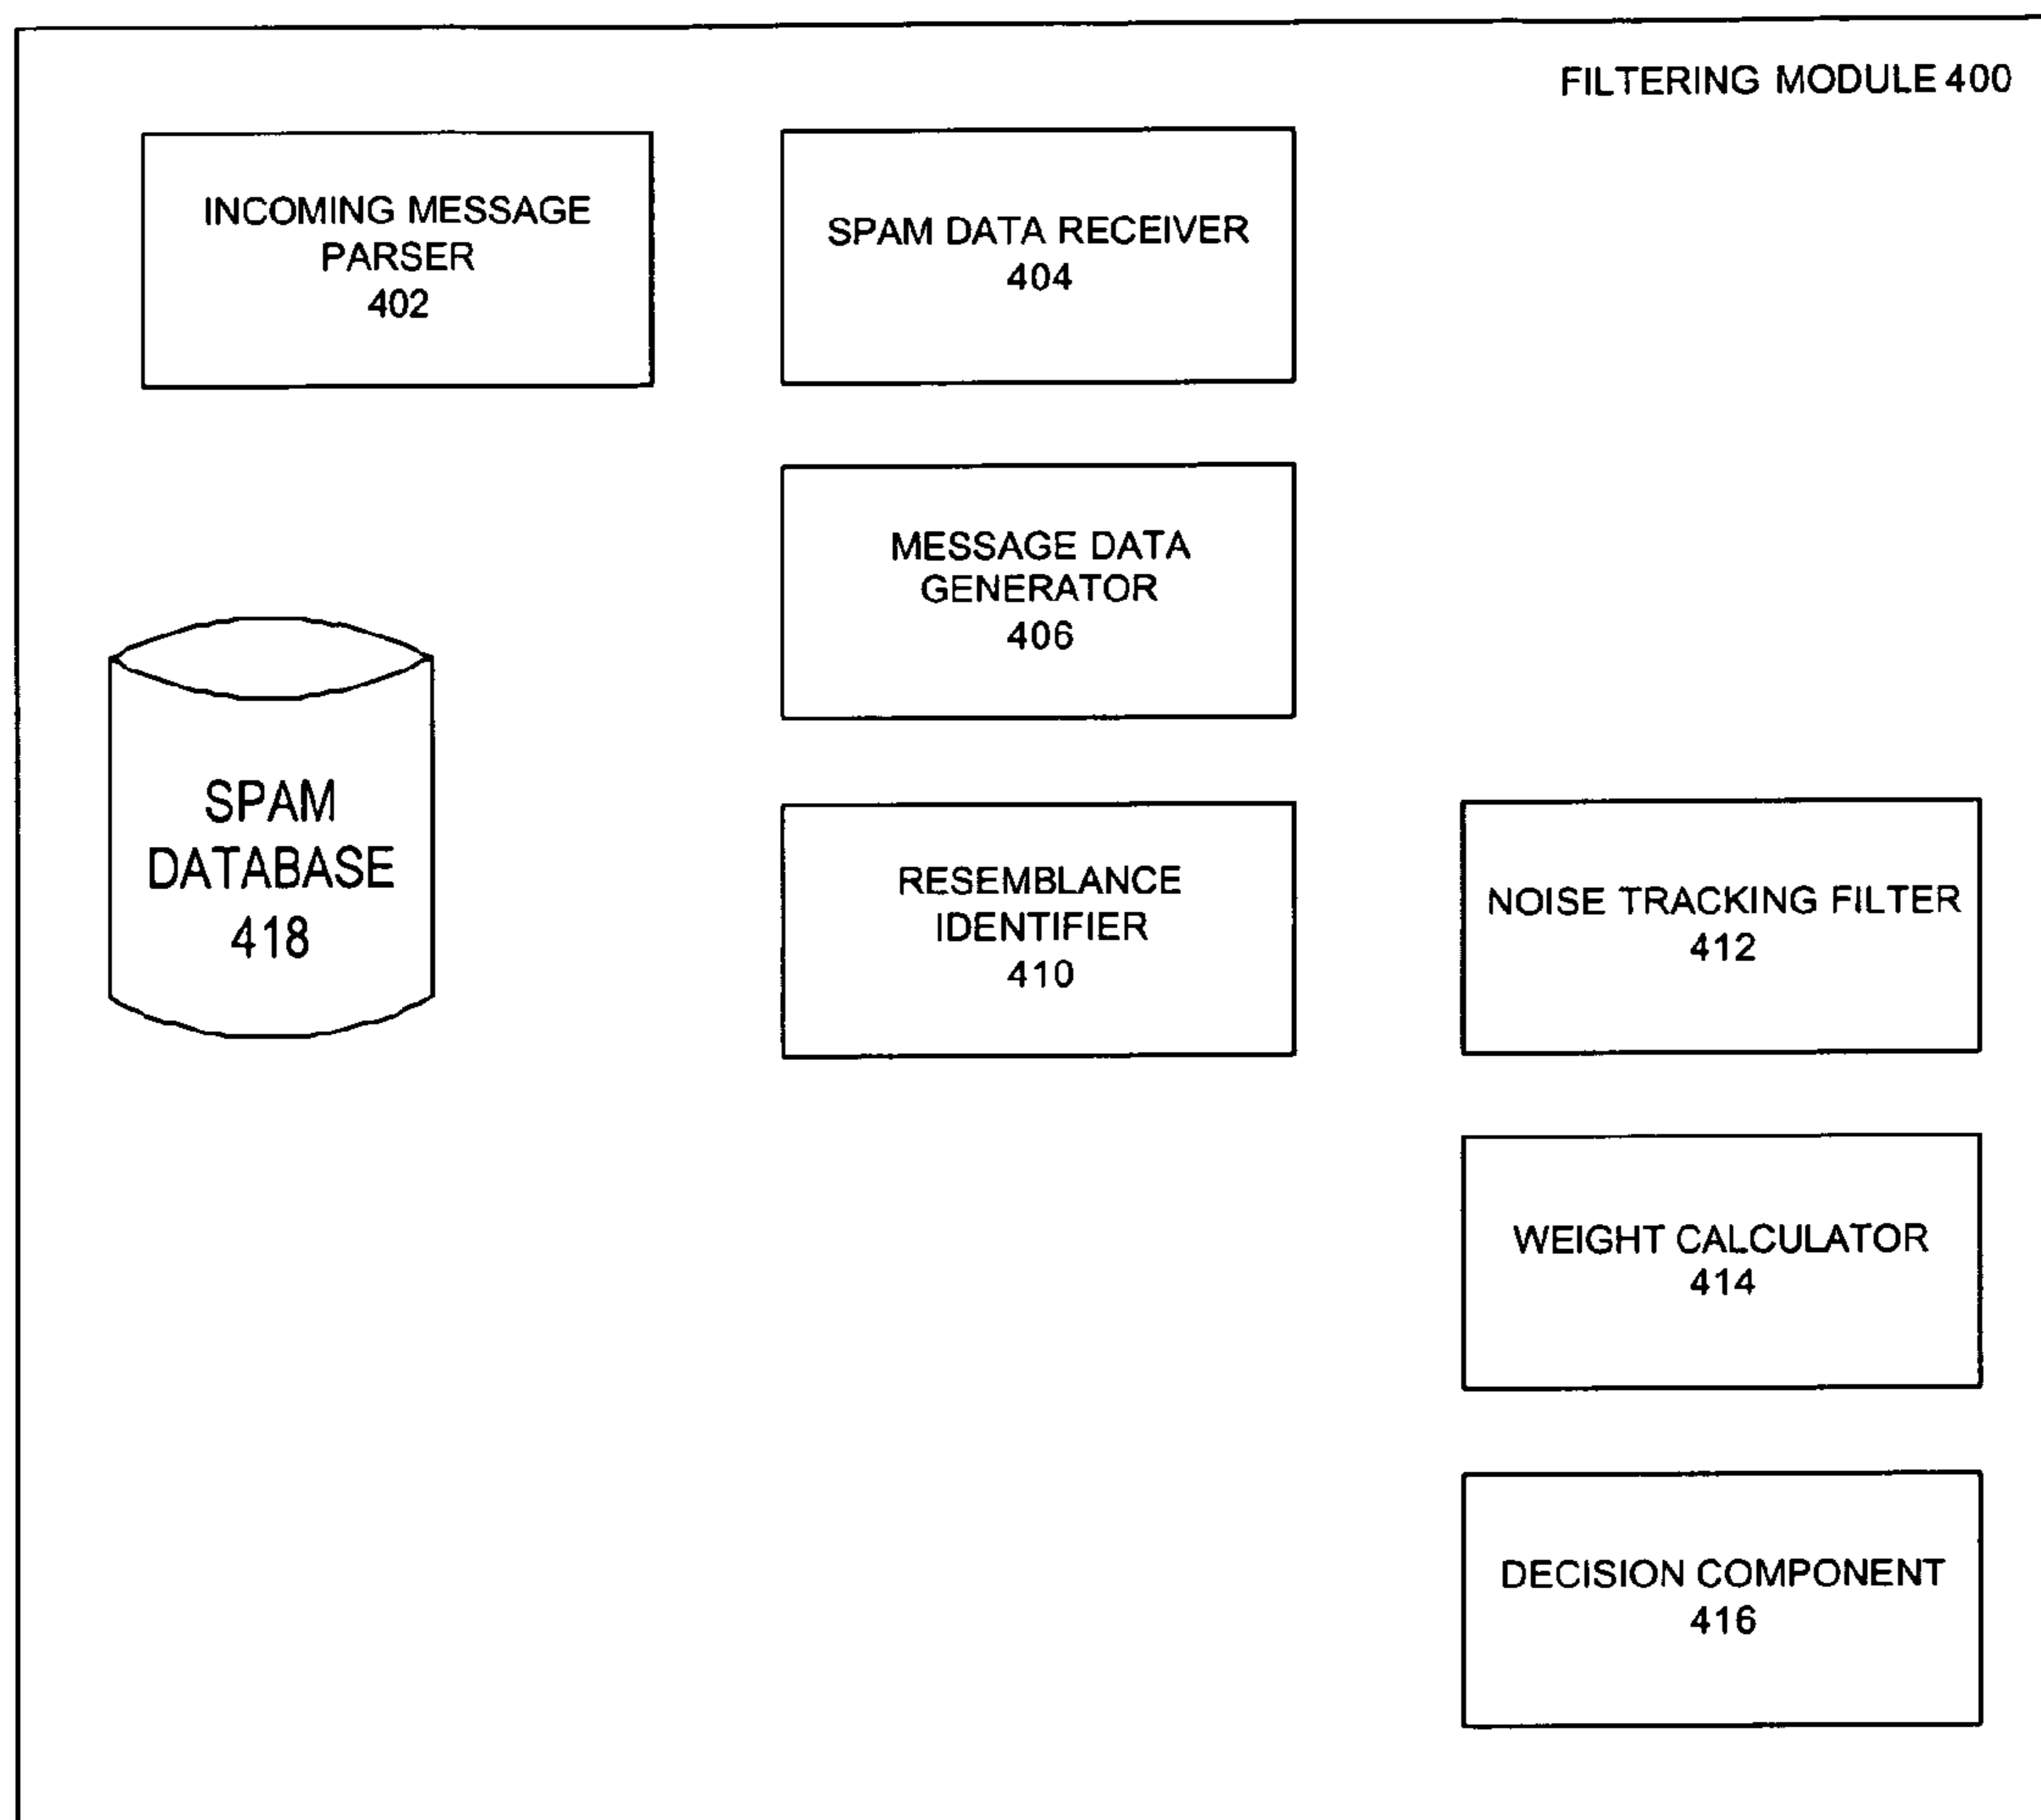 FILTERING MODULE 400
INCOMING MESSAGE
PARSER
402
SPAM DATA RECEIVER
404
MESSAGE DATA
GENERATOR
406
SPAM
DATABASE
418
RESEMBLANCE
IDENTIFIER
410
NOISE TRACKING FILTER
412
WEIGHT CALCULATOR
414
DECISION COMPONENT
416